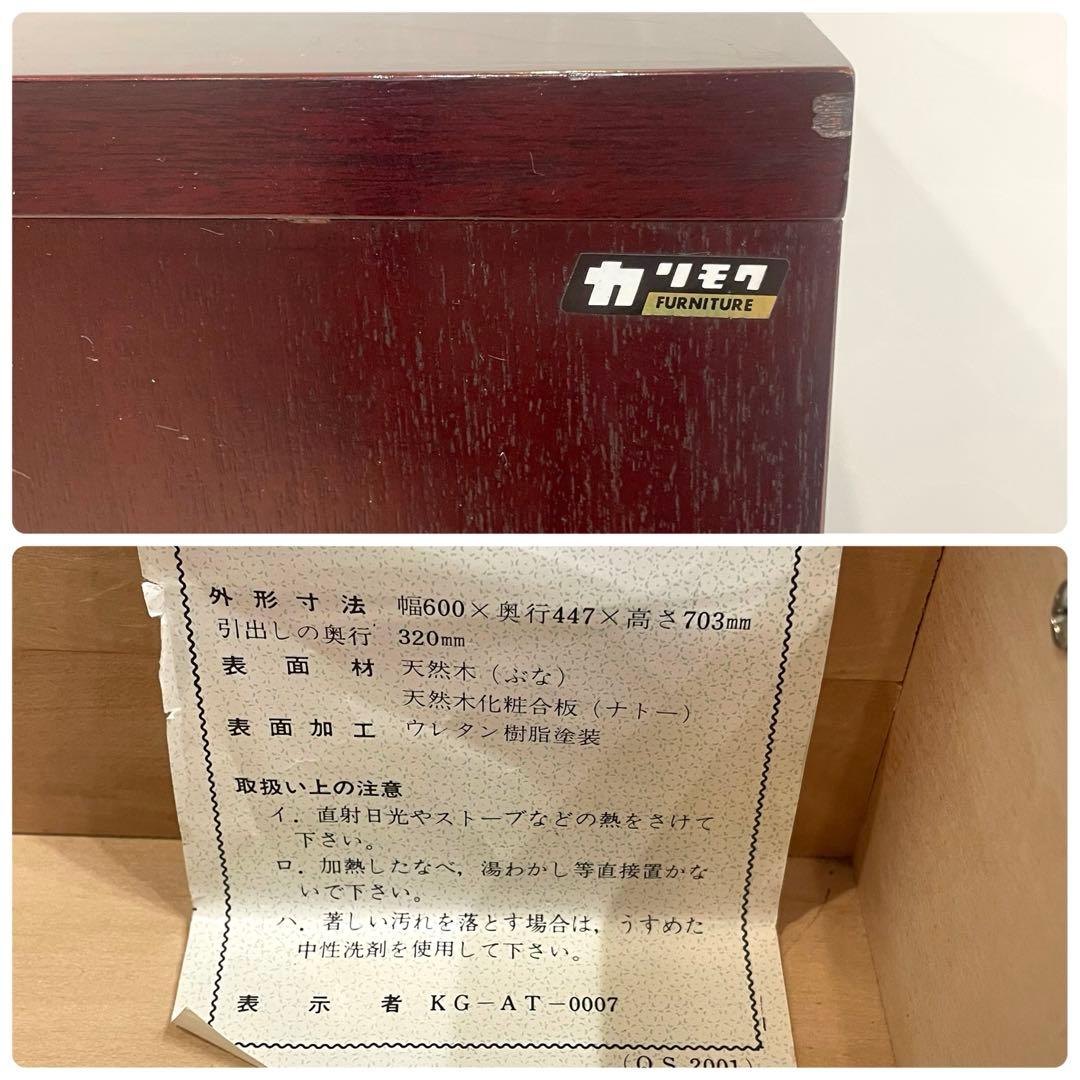 カリモク
FURNITURE
外形寸法 幅600×奥行447×高さ703mm
引出しの奥行 320mm
表面材 天然木(ぶな)
天然木化粧合板(ナトー)
表面加工 ウレタン樹脂塗装
取扱い上の注意
イ.直射日光やストーブなどの熱をさけて
下さい。
ロ.加熱したなべ,湯わかし等直接置かな
いで下さい。
ハ.著しい汚れを落とす場合は,うすめた
中性洗剤を使用して下さい。
表示者 KG-AT-0007
(Q S 2001)